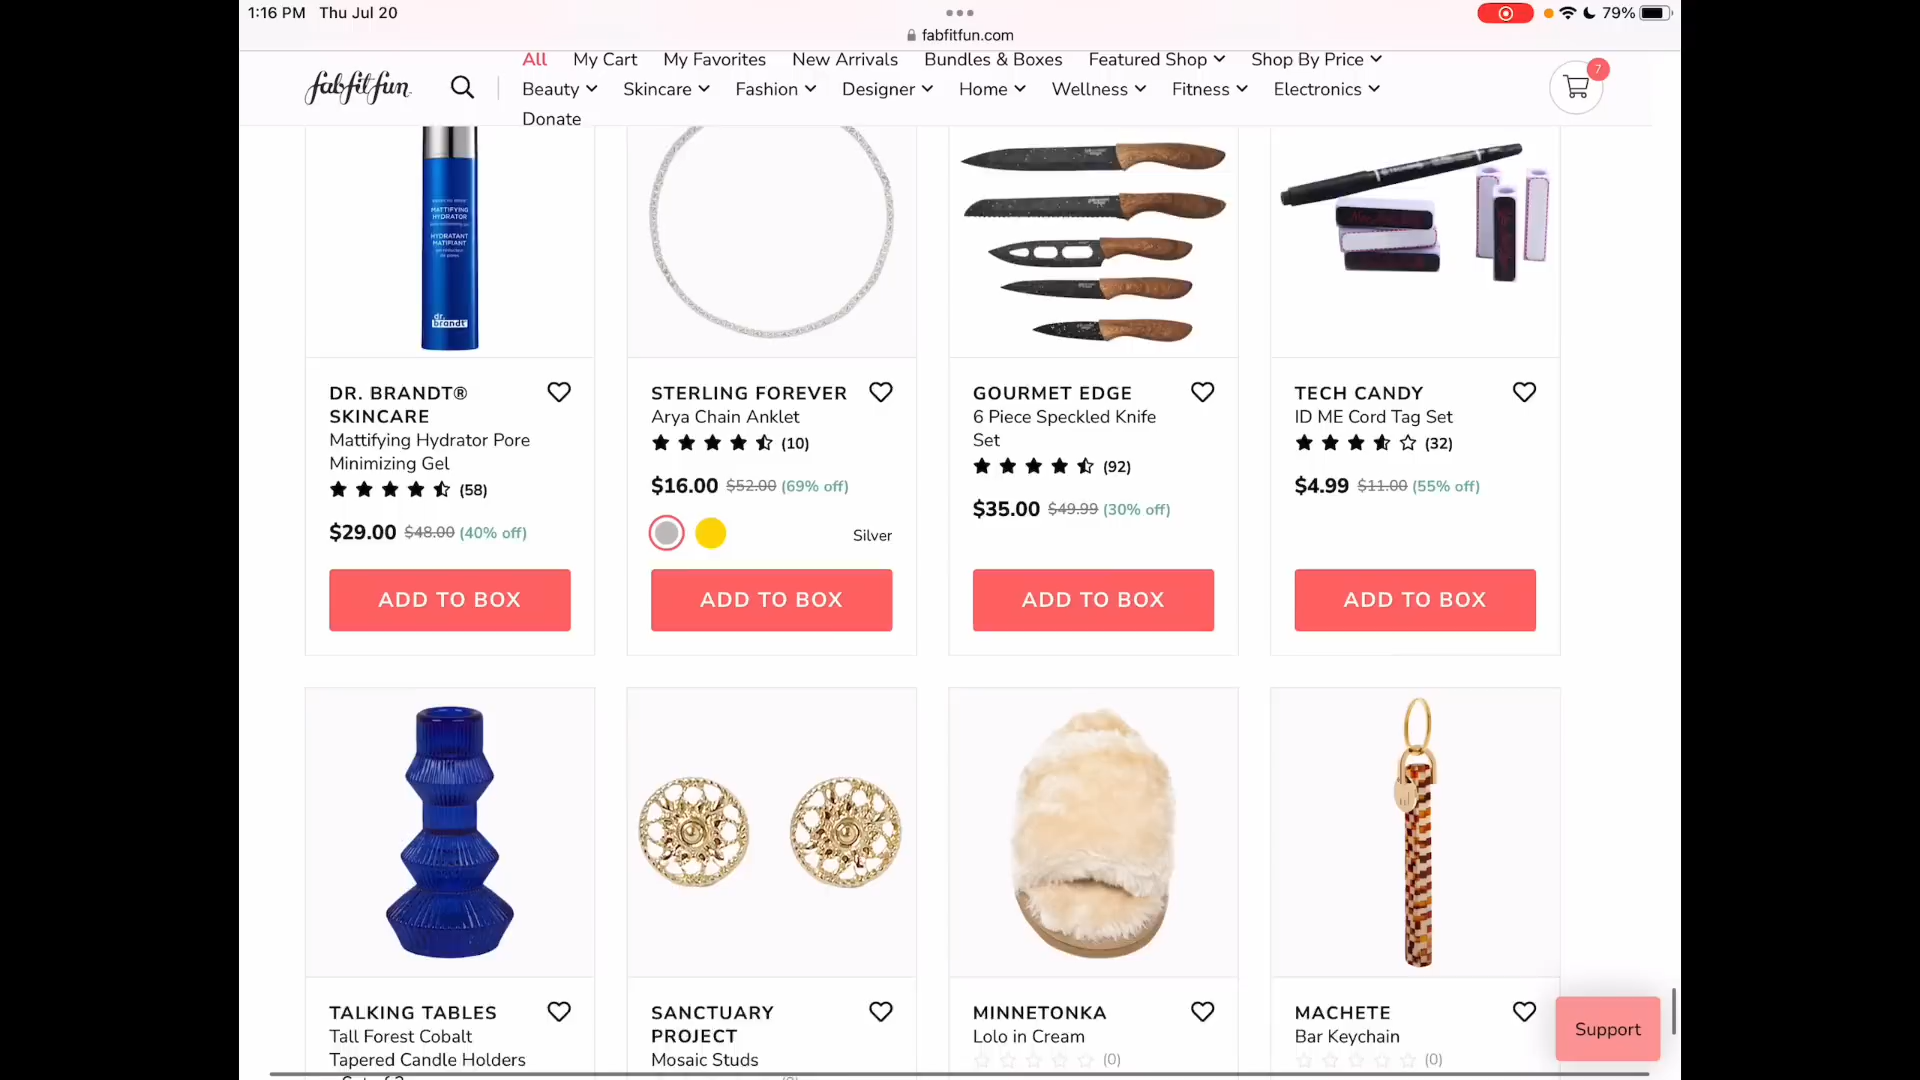 1:16 PM Thu Jul 20
79%
fabfitfun.com
fabfitfun
All My Cart My Favorites New Arrivals Bundles & Boxes Featured Shop Shop By Price
Beauty Skincare Fashion Designer Home Wellness Fitness Electronics
Donate
7
MATTIFYING
HYDRATOR
HYDRATANT
MATIFIANT
dr.
brandt
DR. BRANDT®
SKINCARE
Mattifying Hydrator Pore
Minimizing Gel
(58)
$29.00 $48.00 (40% off)
ADD TO BOX
STERLING FOREVER
Arya Chain Anklet
(10)
$16.00 $52.00 (69% off)
Silver
ADD TO BOX
GOURMET EDGE
6 Piece Speckled Knife
Set
(92)
$35.00 $49.99 (30% off)
ADD TO BOX
TECH CANDY
ID ME Cord Tag Set
(32)
$4.99 $11.00 (55% off)
ADD TO BOX
TALKING TABLES
Tall Forest Cobalt
Tapered Candle Holders
SANCTUARY
PROJECT
Mosaic Studs
MINNETONKA
Lolo in Cream
(0)
MACHETE
Bar Keychain
(0)
Support